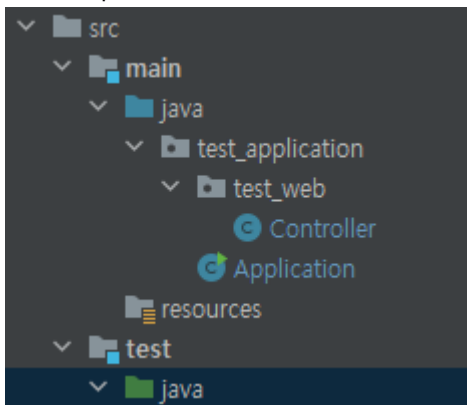 src
main
java
test_application
test_web
Controller
Application
resources
test
java